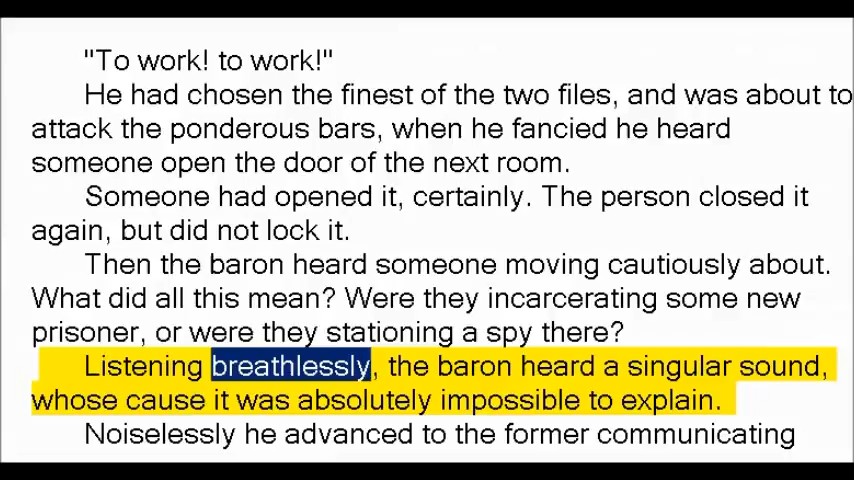 "To work! to work!"
He had chosen the finest of the two files, and was about to
attack the ponderous bars, when he fancied he heard
someone open the door of the next room.
Someone had opened it, certainly. The person closed it
again, but did not lock it.
Then the baron heard someone moving cautiously about.
What did all this mean? Were they incarcerating some new
prisoner, or were they stationing a spy there?
Listening breathlessly, the baron heard a singular sound,
whose cause it was absolutely impossible to explain.
Noiselessly he advanced to the former communicating